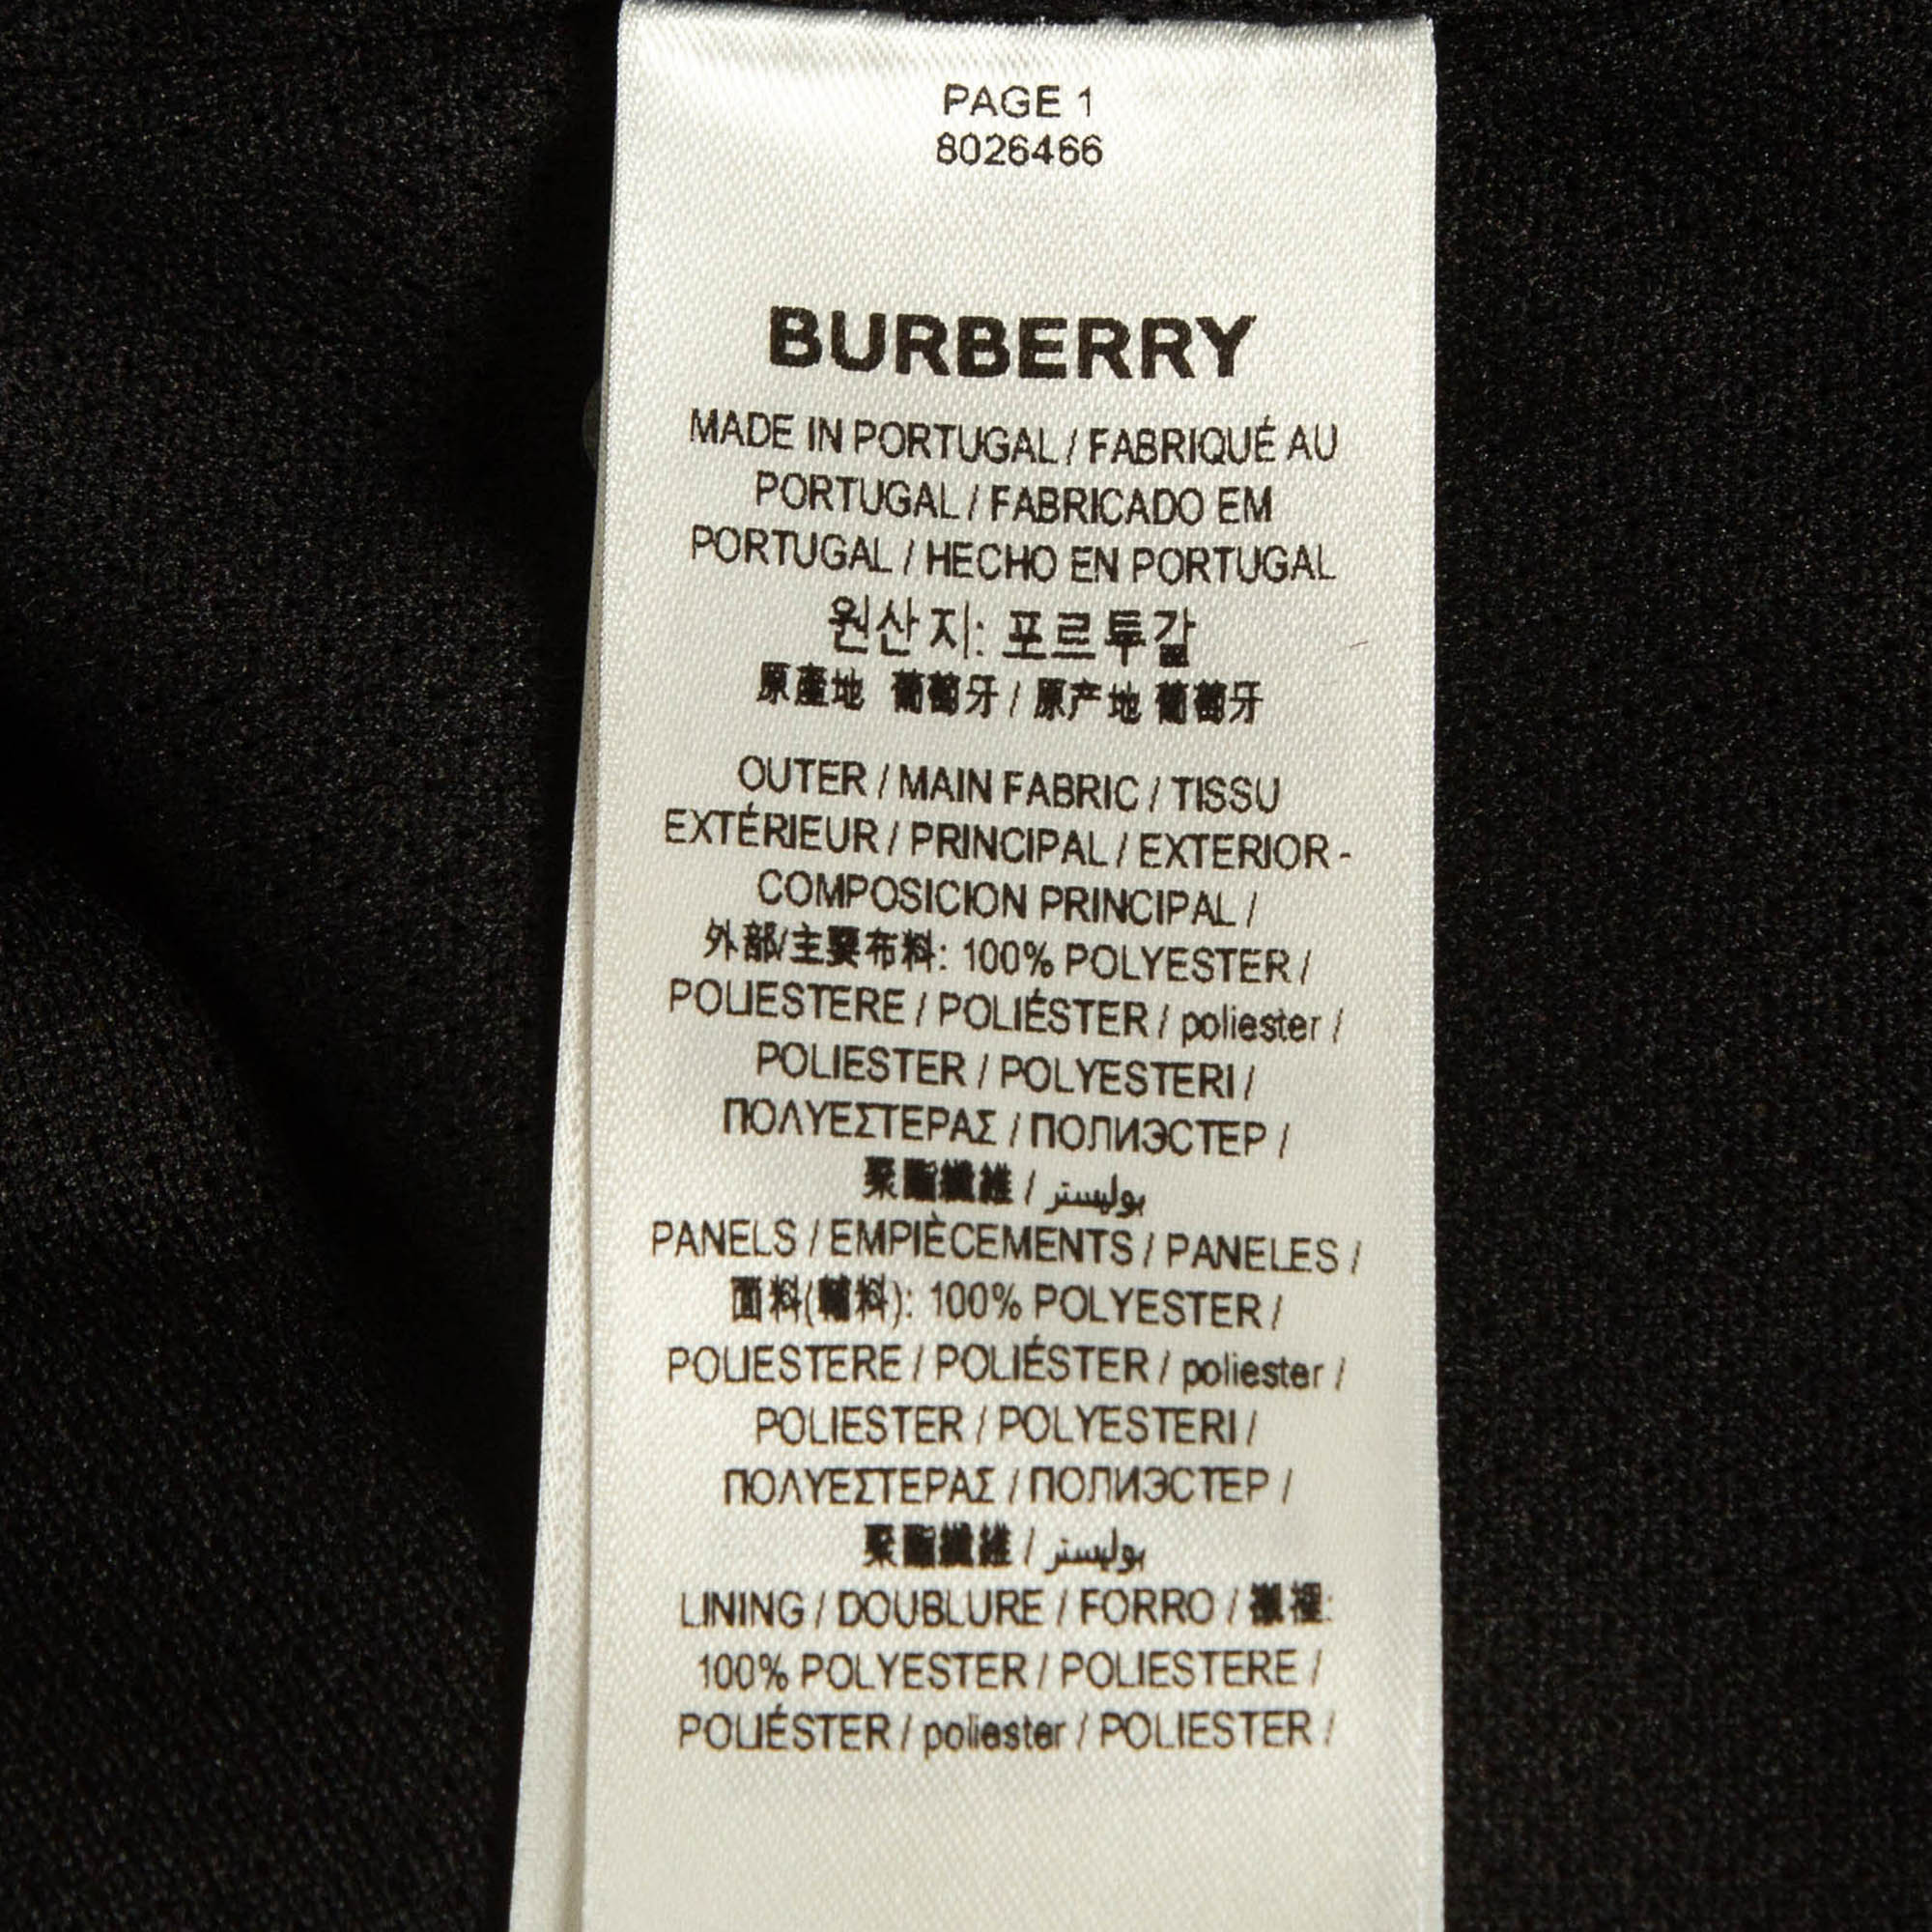 PAGE 1
8026466
BURBERRY
MADE IN PORTUGAL / FABRIQUÉ AU
PORTUGAL / FABRICADO EM
PORTUGAL / HECHO EN PORTUGAL
원산지: 포르투갈
原產地 葡萄牙 / 原产地 葡萄牙
OUTER / MAIN FABRIC / TISSU
EXTÉRIEUR / PRINCIPAL / EXTERIOR -
COMPOSICION PRINCIPAL /
外部/主要布料: 100% POLYESTER /
POLIESTERE / POLIÉSTER / poliester /
POLIESTER / POLYESTERI /
ΠΟΛΥΕΣΤΕΡΑΣ / ПОЛИЭСТЕР /
聚酯纖維 / بوليستر
PANELS / EMPIÈCEMENTS / PANELES /
面料(輔料): 100% POLYESTER /
POLIESTERE / POLIÉSTER / poliester /
POLIESTER / POLYESTERI /
ΠΟΛΥΕΣΤΕΡΑΣ / ПОЛИЭСТЕР /
聚酯纖維 / بوليستر
LINING / DOUBLURE / FORRO /
100% POLYESTER / POLIESTERE /
POLIÉSTER / poliester / POLIESTER /